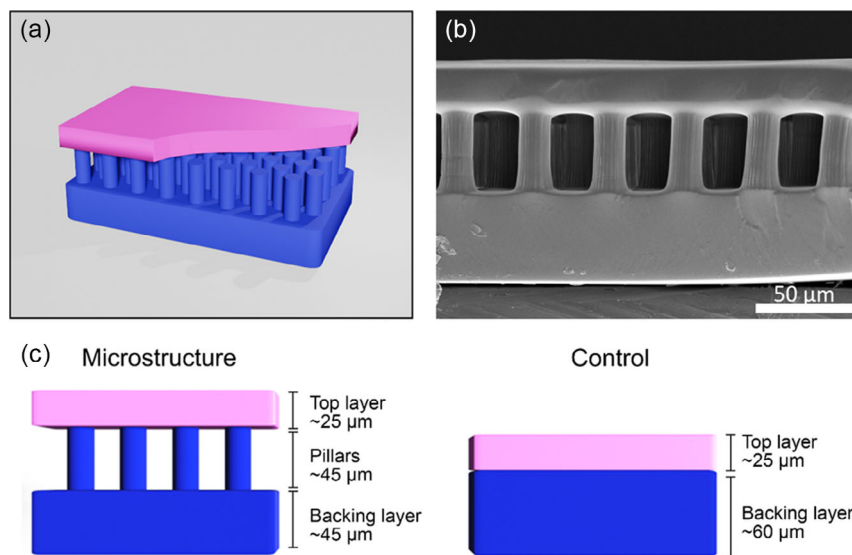 (a)
(b)
50 µm
(c)
Microstructure
Control
Top layer
~25 µm
Pillars
~45 µm
Backing layer
~45 µm
Top layer
~25 µm
Backing layer
~60 µm